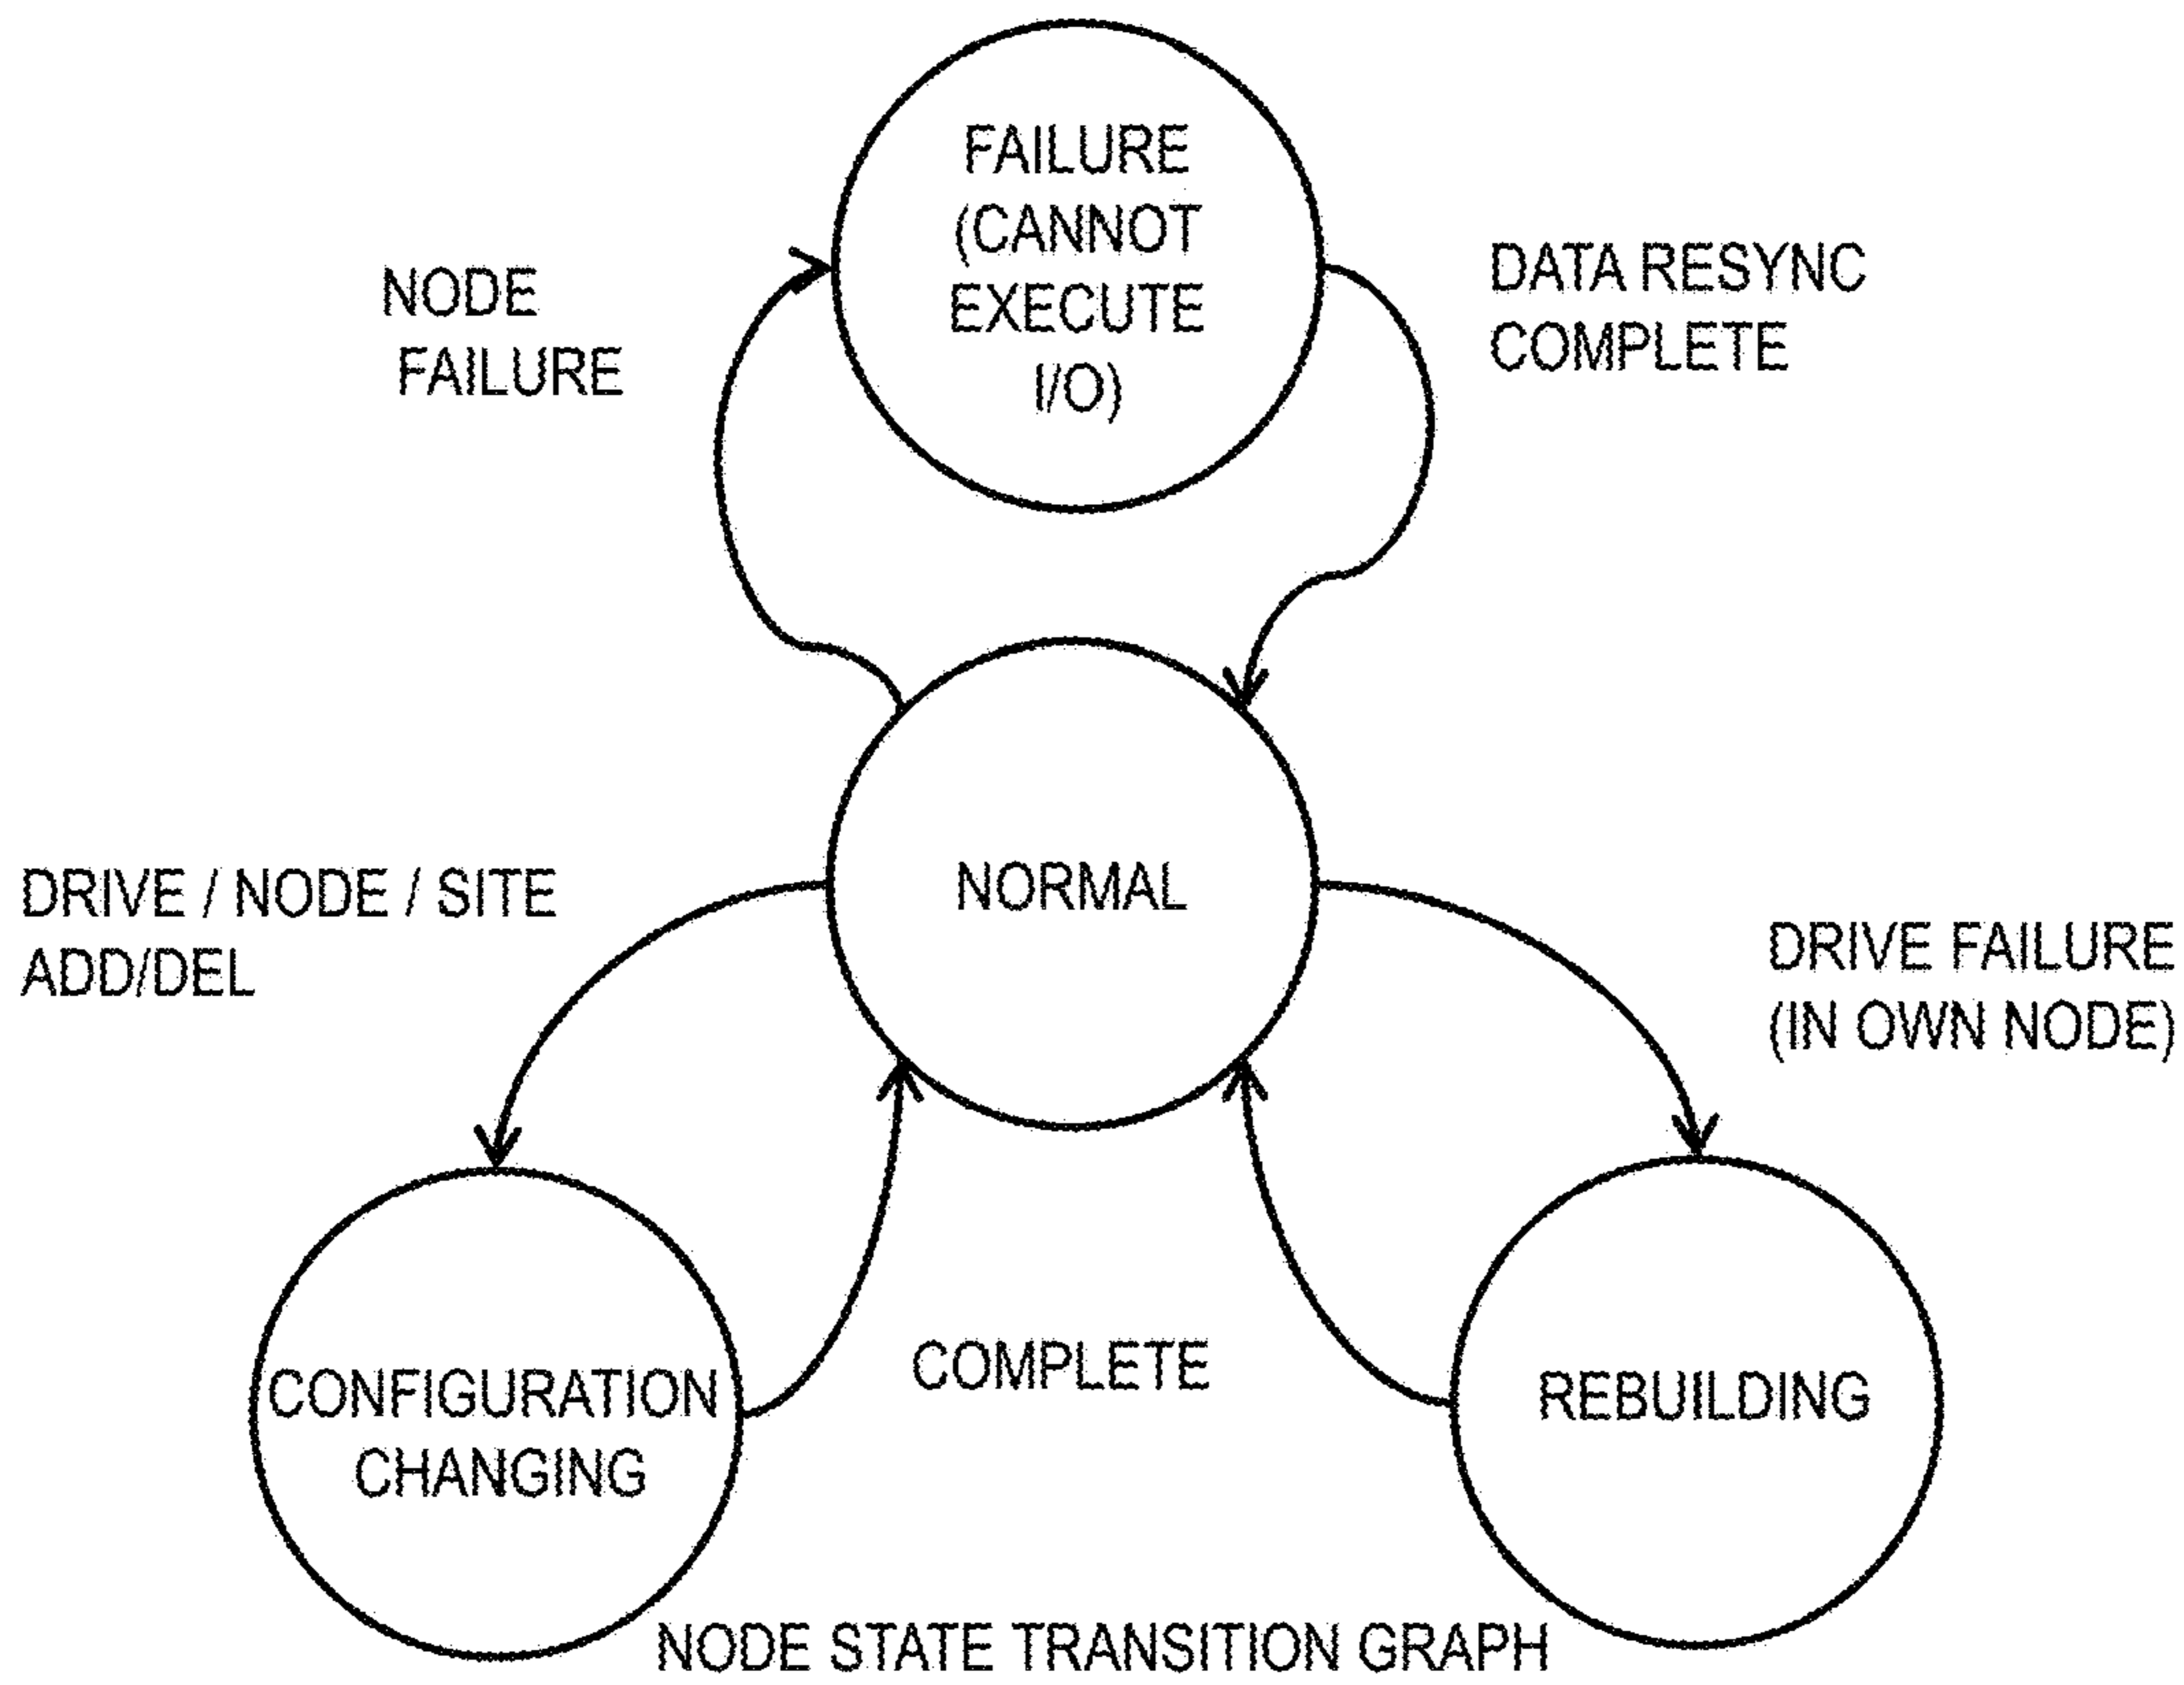 FAILURE
(CANNOT
EXECUTE
I/O)
NODE
FAILURE
DATA RESYNC
COMPLETE
NORMAL
DRIVE / NODE / SITE
ADD/DEL
DRIVE FAILURE
(IN OWN NODE)
CONFIGURATION
CHANGING
COMPLETE
REBUILDING
NODE STATE TRANSITION GRAPH